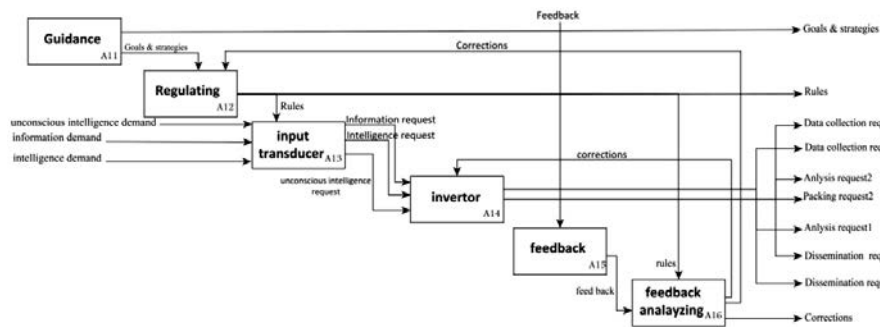 Feedback
Guidance
A11
Goals & strategies
Goals & strategies
Corrections
Regulating
A12
Rules
Rules
unconscious intelligence demand
information demand
intelligence demand
input
transducer
A13
Information request
Intelligence request
unconscious intelligence
request
corrections
invertor
A14
Data collection req
Data collection req
Anlysis request2
Packing request2
Anlysis request1
Dissemination req
Dissemination req
feedback
A15
feed back
rules
feedback
analayzing
A16
Corrections